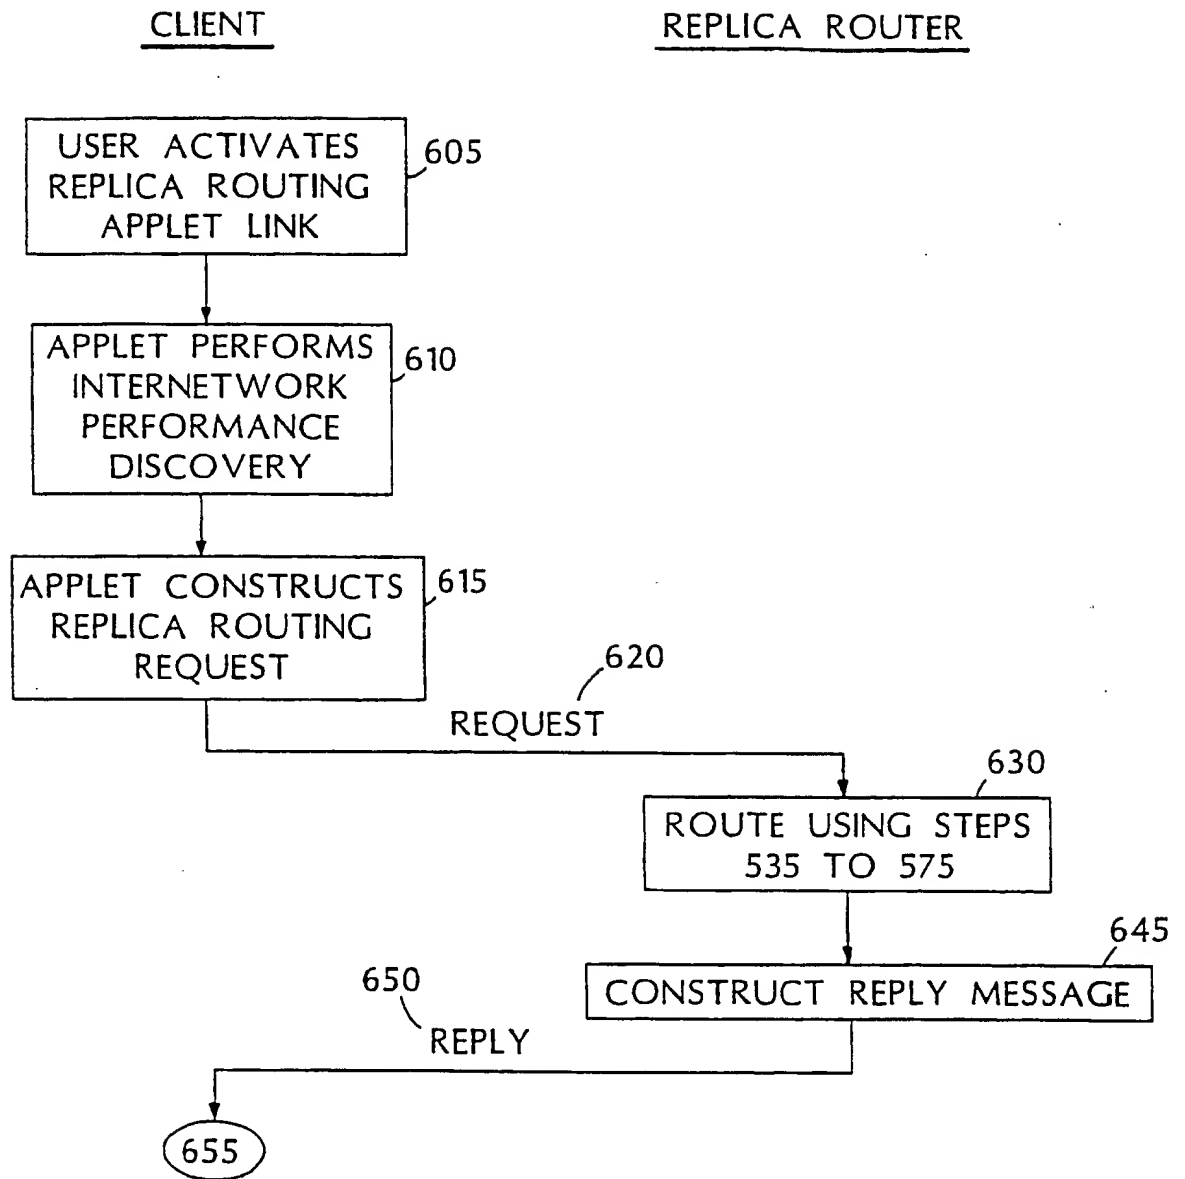 CLIENT
REPLICA ROUTER
USER ACTIVATES
REPLICA ROUTING
APPLET LINK
605
APPLET PERFORMS
INTERNETWORK
PERFORMANCE
DISCOVERY
610
APPLET CONSTRUCTS
REPLICA ROUTING
REQUEST
615
620
REQUEST
630
ROUTE USING STEPS
535 TO 575
645
CONSTRUCT REPLY MESSAGE
650
REPLY
655